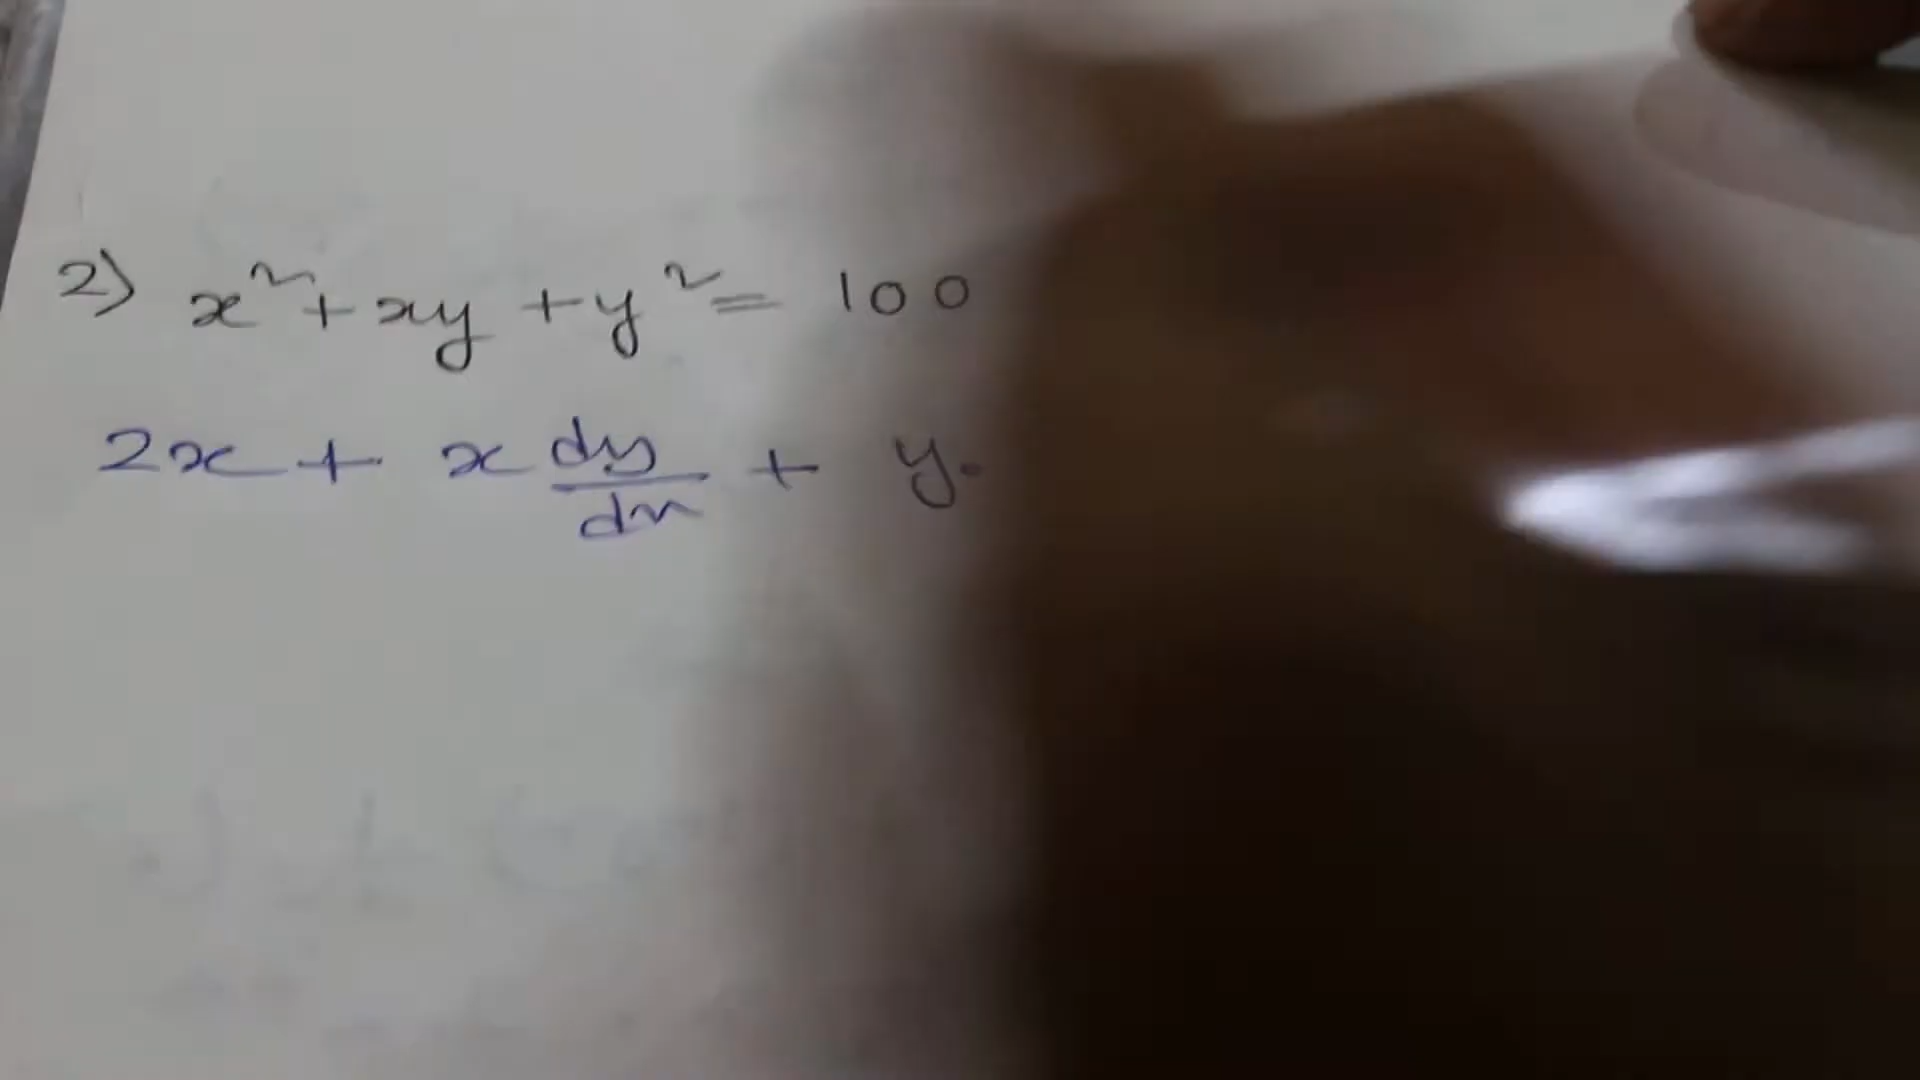 2) x² + xy + y² = 100
2x + x dy/dx + y.